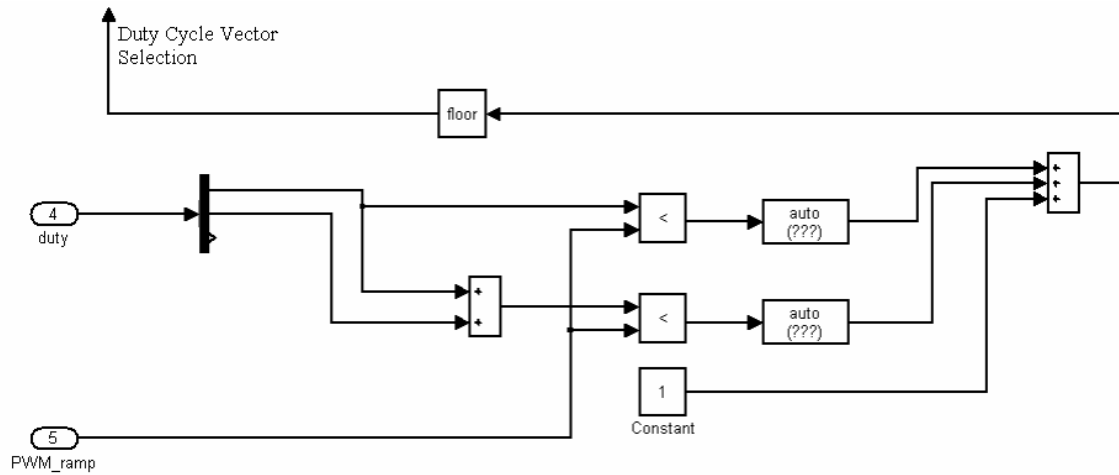 Duty Cycle Vector
Selection
floor
4
duty
<
auto
(???)
+
+
+
+
+
<
auto
(???)
1
Constant
5
PWM_ramp